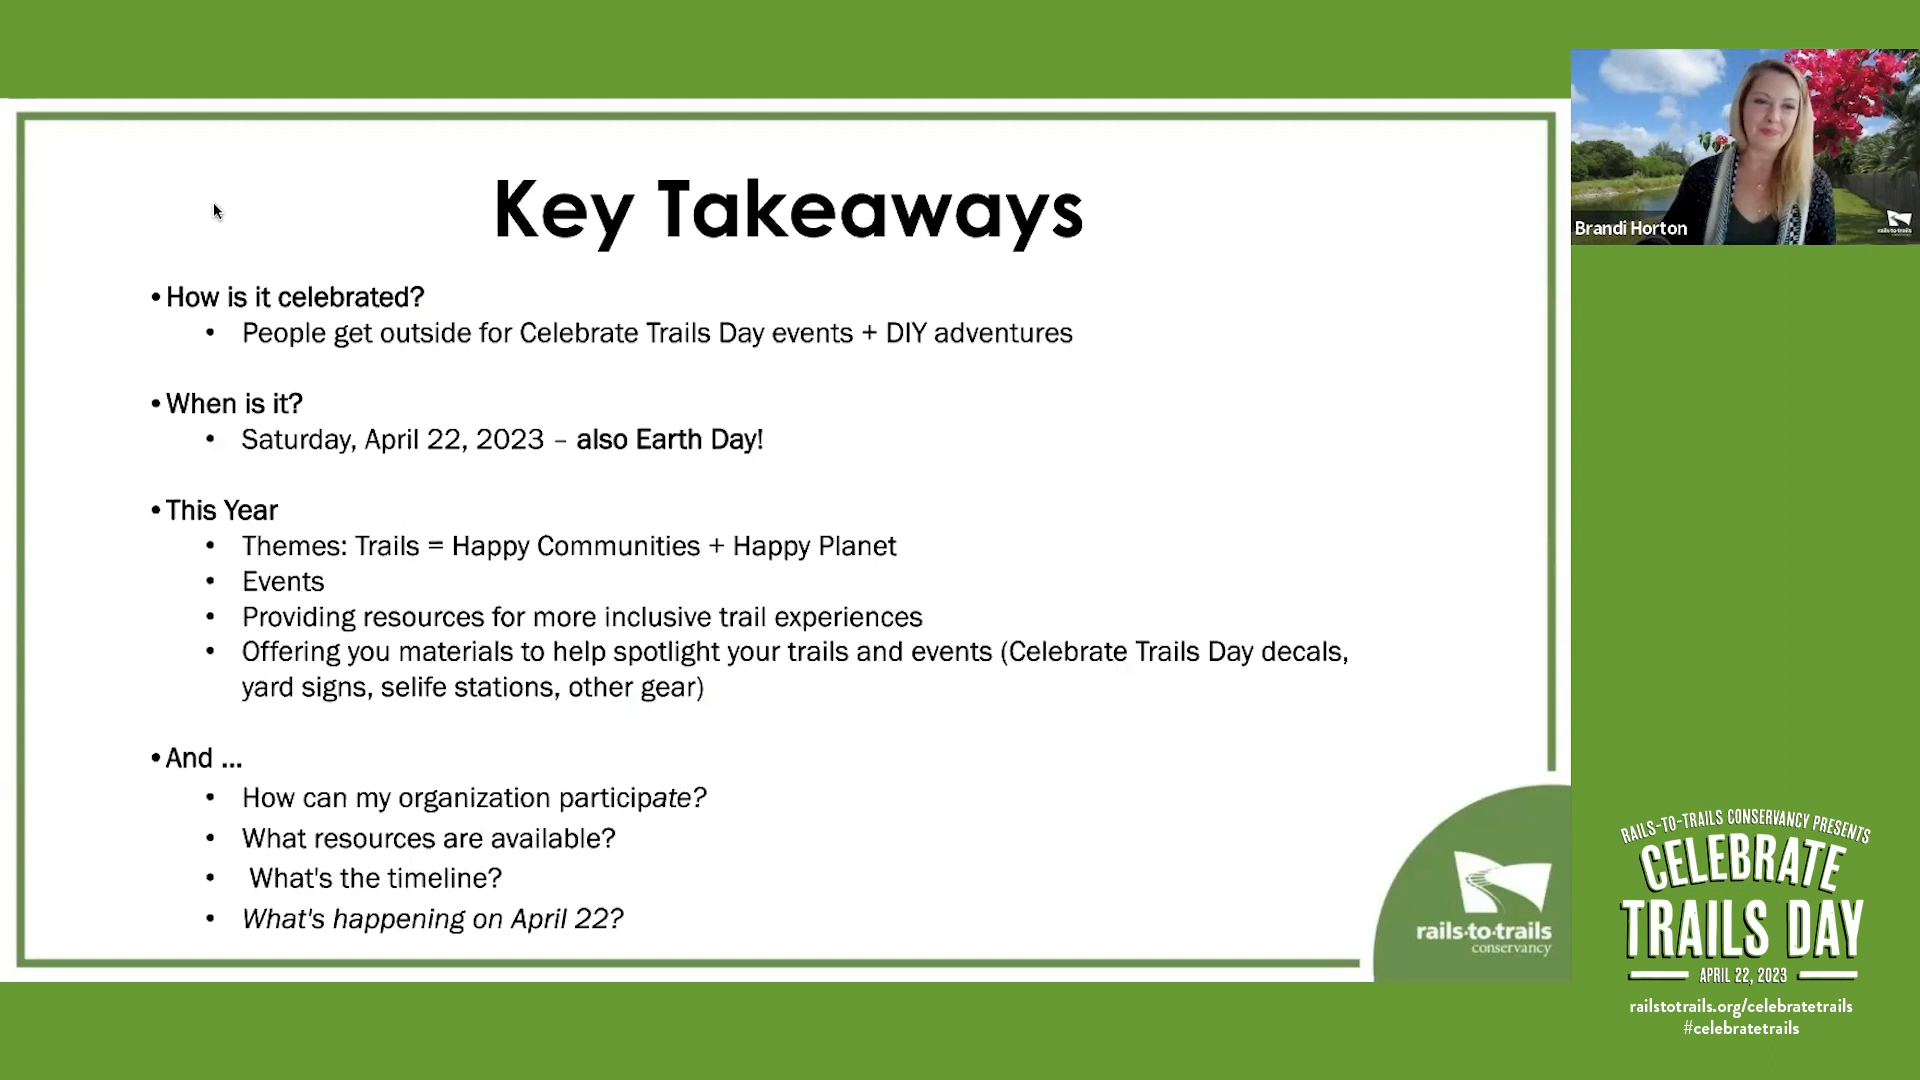 Key Takeaways
•How is it celebrated?
• People get outside for Celebrate Trails Day events + DIY adventures
•When is it?
• Saturday, April 22, 2023 – also Earth Day!
•This Year
• Themes: Trails = Happy Communities + Happy Planet
• Events
• Providing resources for more inclusive trail experiences
• Offering you materials to help spotlight your trails and events (Celebrate Trails Day decals,
yard signs, selife stations, other gear)
•And ...
• How can my organization participate?
• What resources are available?
• What's the timeline?
• What's happening on April 22?
rails-to-trails
conservancy
Brandi Horton
rails-to-trails
RAILS-TO-TRAILS CONSERVANCY PRESENTS
CELEBRATE
TRAILS DAY
APRIL 22, 2023
railstotrails.org/celebratetrails
#celebratetrails